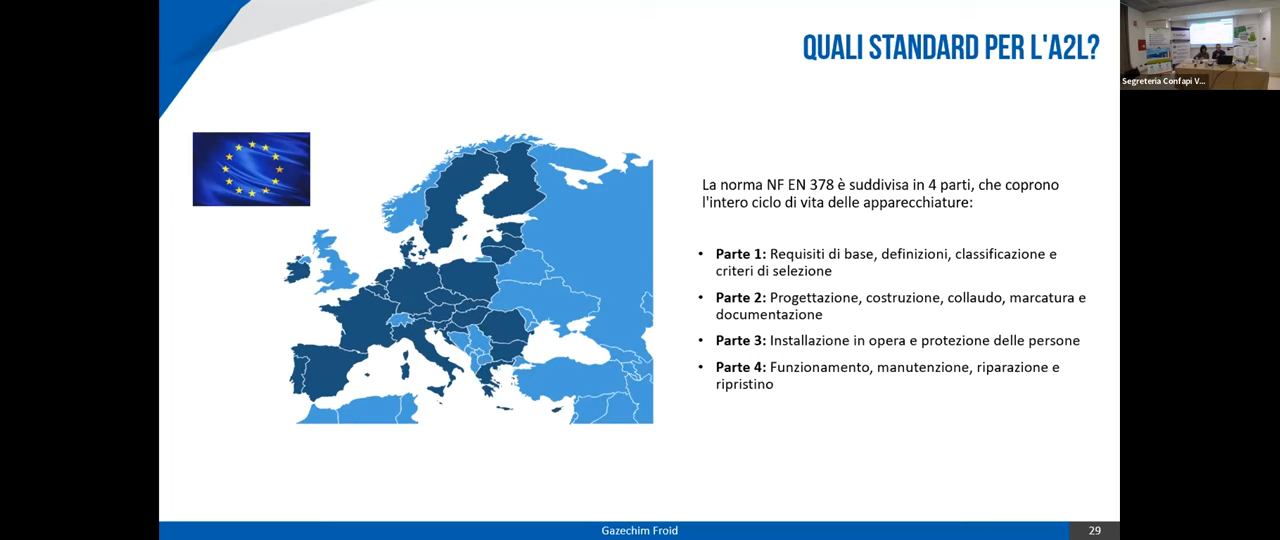 QUALI STANDARD PER L'A2L?
Segreteria Confapi V...
La norma NF EN 378 è suddivisa in 4 parti, che coprono
l'intero ciclo di vita delle apparecchiature:
• Parte 1: Requisiti di base, definizioni, classificazione e
criteri di selezione
• Parte 2: Progettazione, costruzione, collaudo, marcatura e
documentazione
• Parte 3: Installazione in opera e protezione delle persone
• Parte 4: Funzionamento, manutenzione, riparazione e
ripristino
Gazechim Froid
29